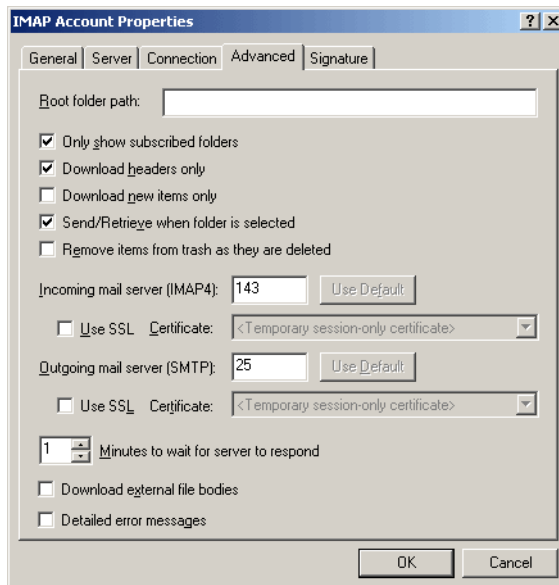 IMAP Account Properties
General Server Connection Advanced Signature
Root folder path:
Only show subscribed folders
Download headers only
Download new items only
Send/Retrieve when folder is selected
Remove items from trash as they are deleted
Incoming mail server (IMAP4): 143 Use Default
Use SSL Certificate: <Temporary session-only certificate>
Outgoing mail server (SMTP): 25 Use Default
Use SSL Certificate: <Temporary session-only certificate>
1 Minutes to wait for server to respond
Download external file bodies
Detailed error messages
OK Cancel